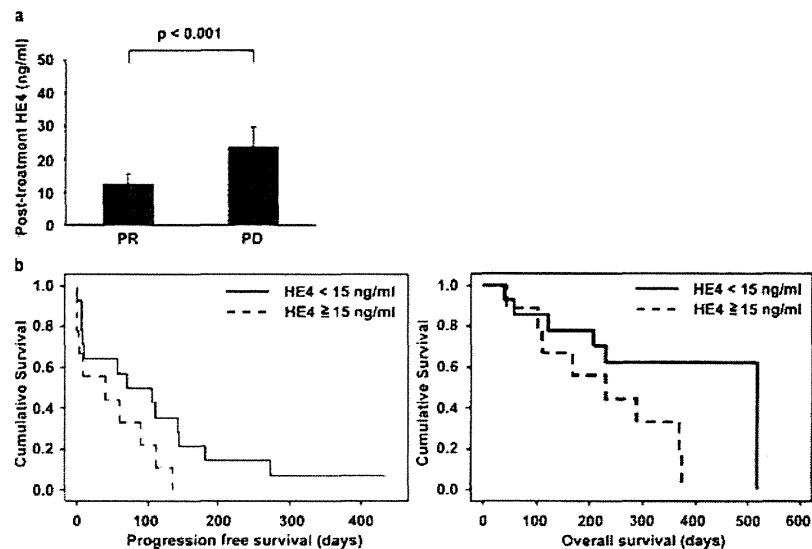 a
p < 0.001
Post-treatment HE4 (ng/ml)
50
40
30
20
10
0
PR PD
b
HE4 < 15 ng/ml
HE4 ≧ 15 ng/ml
Cumulative Survival
1.0
0.8
0.6
0.4
0.2
0.0
0 100 200 300 400
Progression free survival (days)
HE4 < 15 ng/ml
HE4 ≧ 15 ng/ml
Cumulative Survival
1.0
0.8
0.6
0.4
0.2
0.0
0 100 200 300 400 500 600
Overall survival (days)